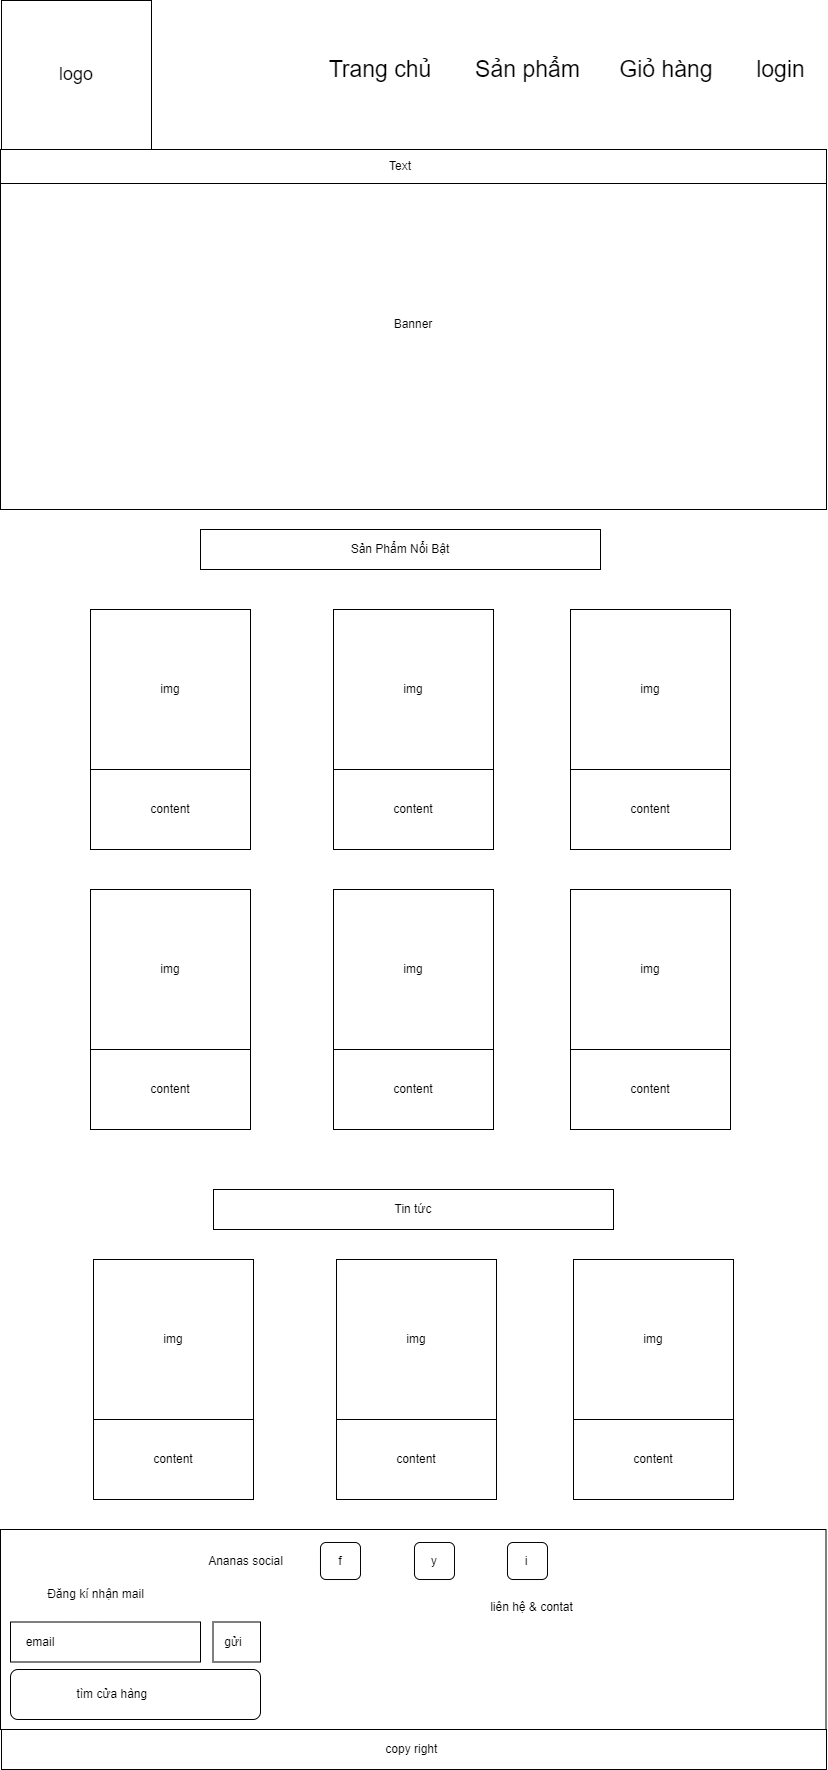 logo
Trang chủ
Sản phẩm
Giỏ hàng
login
Text
Banner
Sản Phẩm Nổi Bật
img
img
img
content
content
content
img
img
img
content
content
content
Tin tức
img
img
img
content
content
content
Ananas social
f
y
i
Đăng kí nhận mail
liên hệ & contat
email
gửi
tìm cửa hàng
copy right